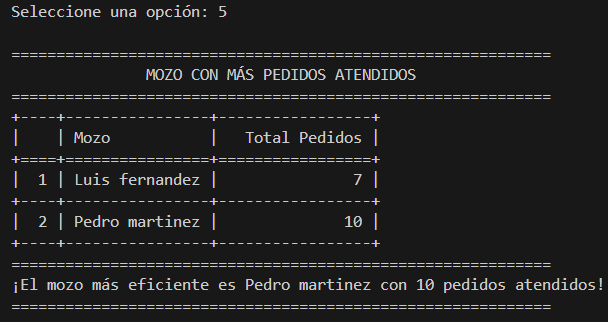 Seleccione una opción: 5
============================================================
MOZO CON MÁS PEDIDOS ATENDIDOS
============================================================
+----+----------------+-----------------+
|    | Mozo           |   Total Pedidos |
+====+================+=================+
|  1 | Luis fernandez |               7 |
+----+----------------+-----------------+
|  2 | Pedro martinez |              10 |
+----+----------------+-----------------+
============================================================
¡El mozo más eficiente es Pedro martinez con 10 pedidos atendidos!
============================================================